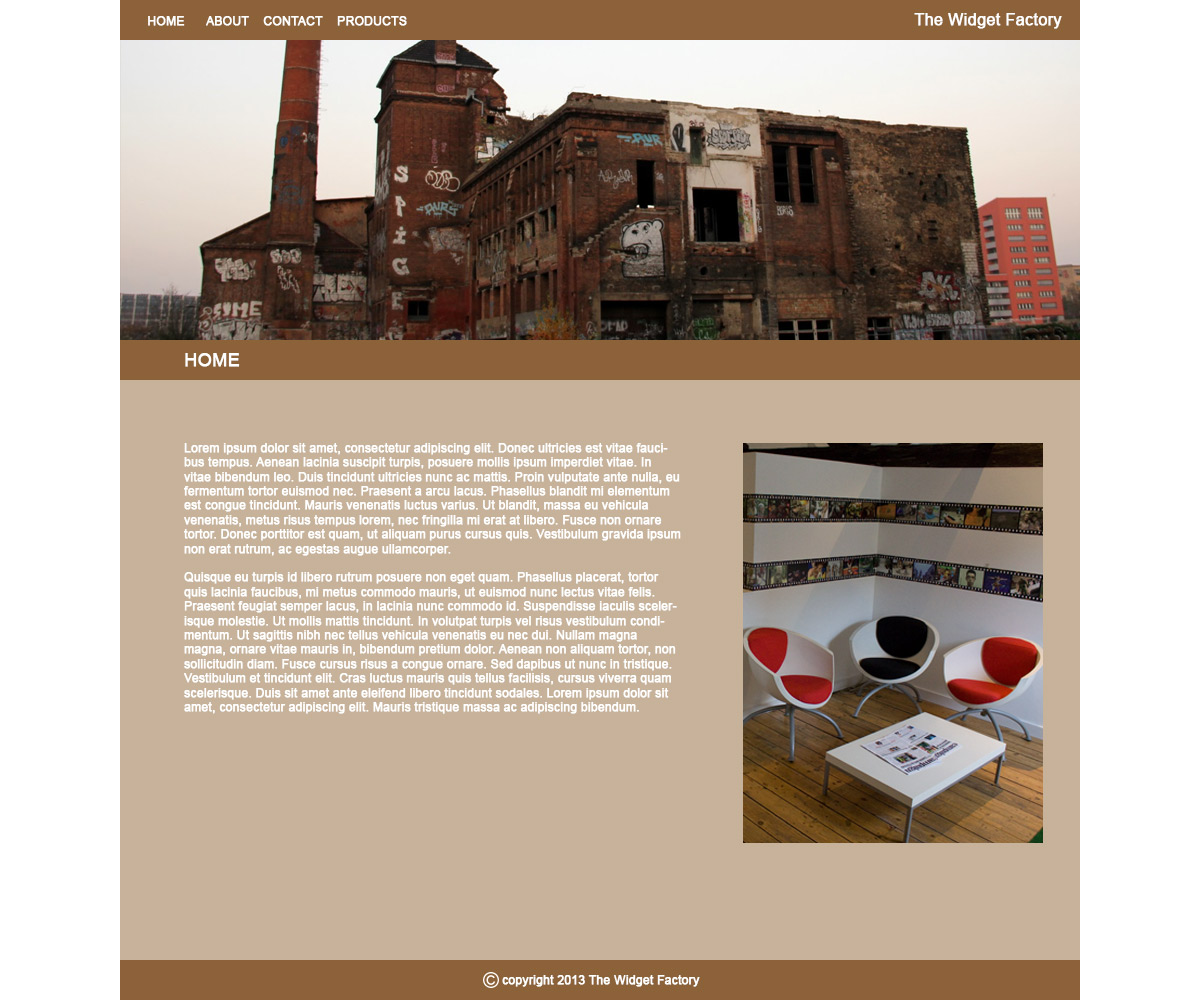 HOME ABOUT CONTACT PRODUCTS The Widget Factory
SPICE
SOME
HOME
Lorem ipsum dolor sit amet, consectetur adipiscing elit. Donec ultricies est vitae fauci-
bus tempus. Aenean lacinia suscipit turpis, posuere mollis ipsum imperdiet vitae. In
vitae bibendum leo. Duis tincidunt ultricies nunc ac mattis. Proin vulputate ante nulla, eu
fermentum tortor euismod nec. Praesent a arcu lacus. Phasellus blandit mi elementum
est congue tincidunt. Mauris venenatis luctus varius. Ut blandit, massa eu vehicula
venenatis, metus risus tempus lorem, nec fringilla mi erat at libero. Fusce non ornare
tortor. Donec porttitor est quam, ut aliquam purus cursus quis. Vestibulum gravida ipsum
non erat rutrum, ac egestas augue ullamcorper.
Quisque eu turpis id libero rutrum posuere non eget quam. Phasellus placerat, tortor
quis lacinia faucibus, mi metus commodo mauris, ut euismod nunc lectus vitae felis.
Praesent feugiat semper lacus, in lacinia nunc commodo id. Suspendisse iaculis sceler-
isque molestie. Ut mollis mattis tincidunt. In volutpat turpis vel risus vestibulum condi-
mentum. Ut sagittis nibh nec tellus vehicula venenatis eu nec dui. Nullam magna
magna, ornare vitae mauris in, bibendum pretium dolor. Aenean non aliquam tortor, non
sollicitudin diam. Fusce cursus risus a congue ornare. Sed dapibus ut nunc in tristique.
Vestibulum et tincidunt elit. Cras luctus mauris quis tellus facilisis, cursus viverra quam
scelerisque. Duis sit amet ante eleifend libero tincidunt sodales. Lorem ipsum dolor sit
amet, consectetur adipiscing elit. Mauris tristique massa ac adipiscing bibendum.
© copyright 2013 The Widget Factory